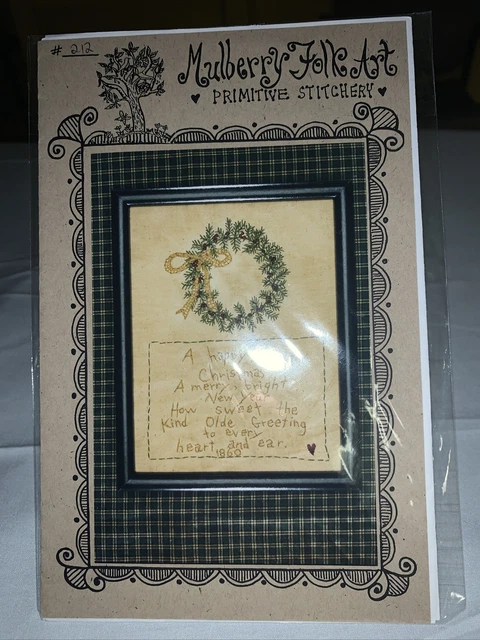 # 212
Mulberry Folk Art
PRIMITIVE STITCHERY
A happy
Christmas
A merry, bright
New Year
How sweet the
Kind Olde Greeting
to every
heart and ear.
1860